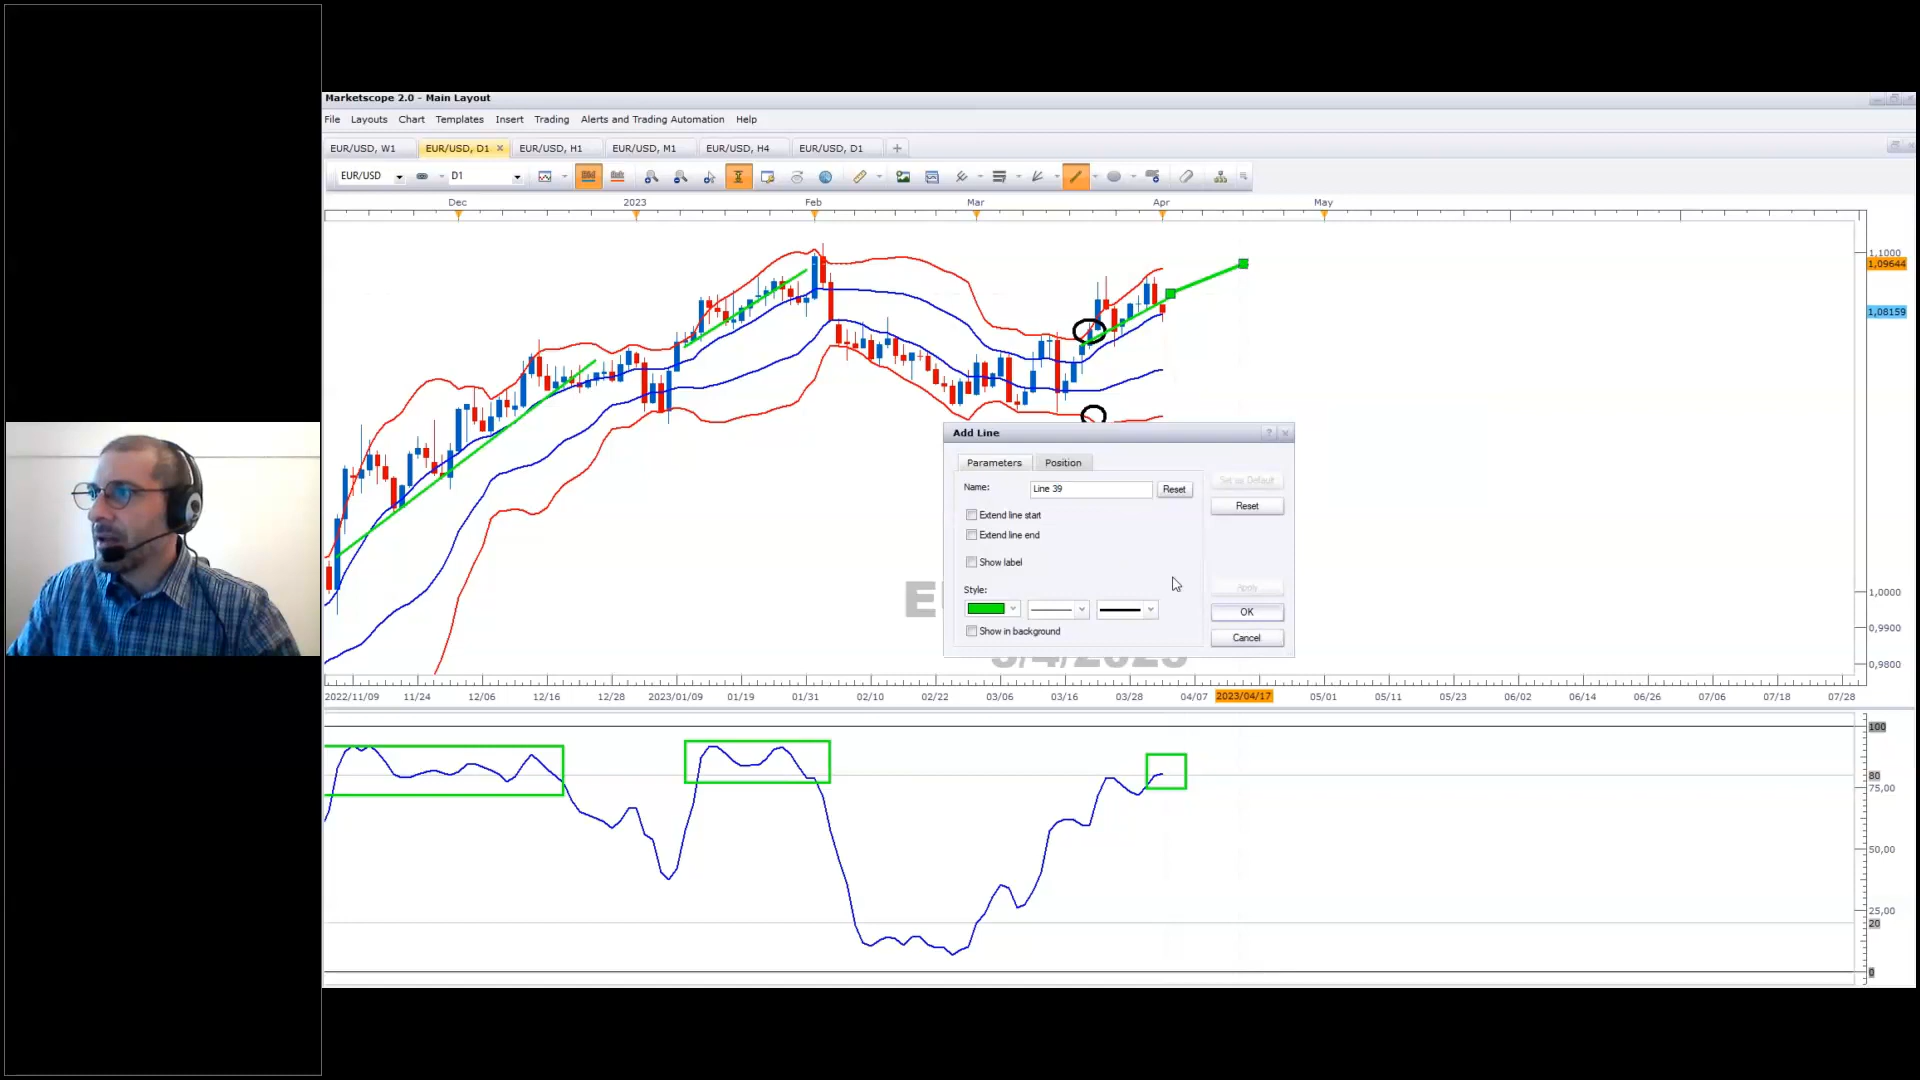 Marketscope 2.0 - Main Layout
File Layouts Chart Templates Insert Trading Alerts and Trading Automation Help
EUR/USD, W1 EUR/USD, D1 EUR/USD, H1 EUR/USD, M1 EUR/USD, H4 EUR/USD, D1
EUR/USD D1
Dec 2023 Feb Mar Apr May
1,1000
1,09644
1,08159
Add Line
Parameters Position
Name: Line 39 Reset
Set as Default
Reset
Extend line start
Extend line end
Show label
Style:
Show in background
Apply
OK
Cancel
1,0000
0,9900
0,9800
2022/11/09 11/24 12/06 12/16 12/28 2023/01/09 01/19 01/31 02/10 02/22 03/06 03/16 03/28 04/07 2023/04/17 05/01 05/11 05/23 06/02 06/14 06/26 07/06 07/18 07/28
100
80
75,00
50,00
25,00
20
0